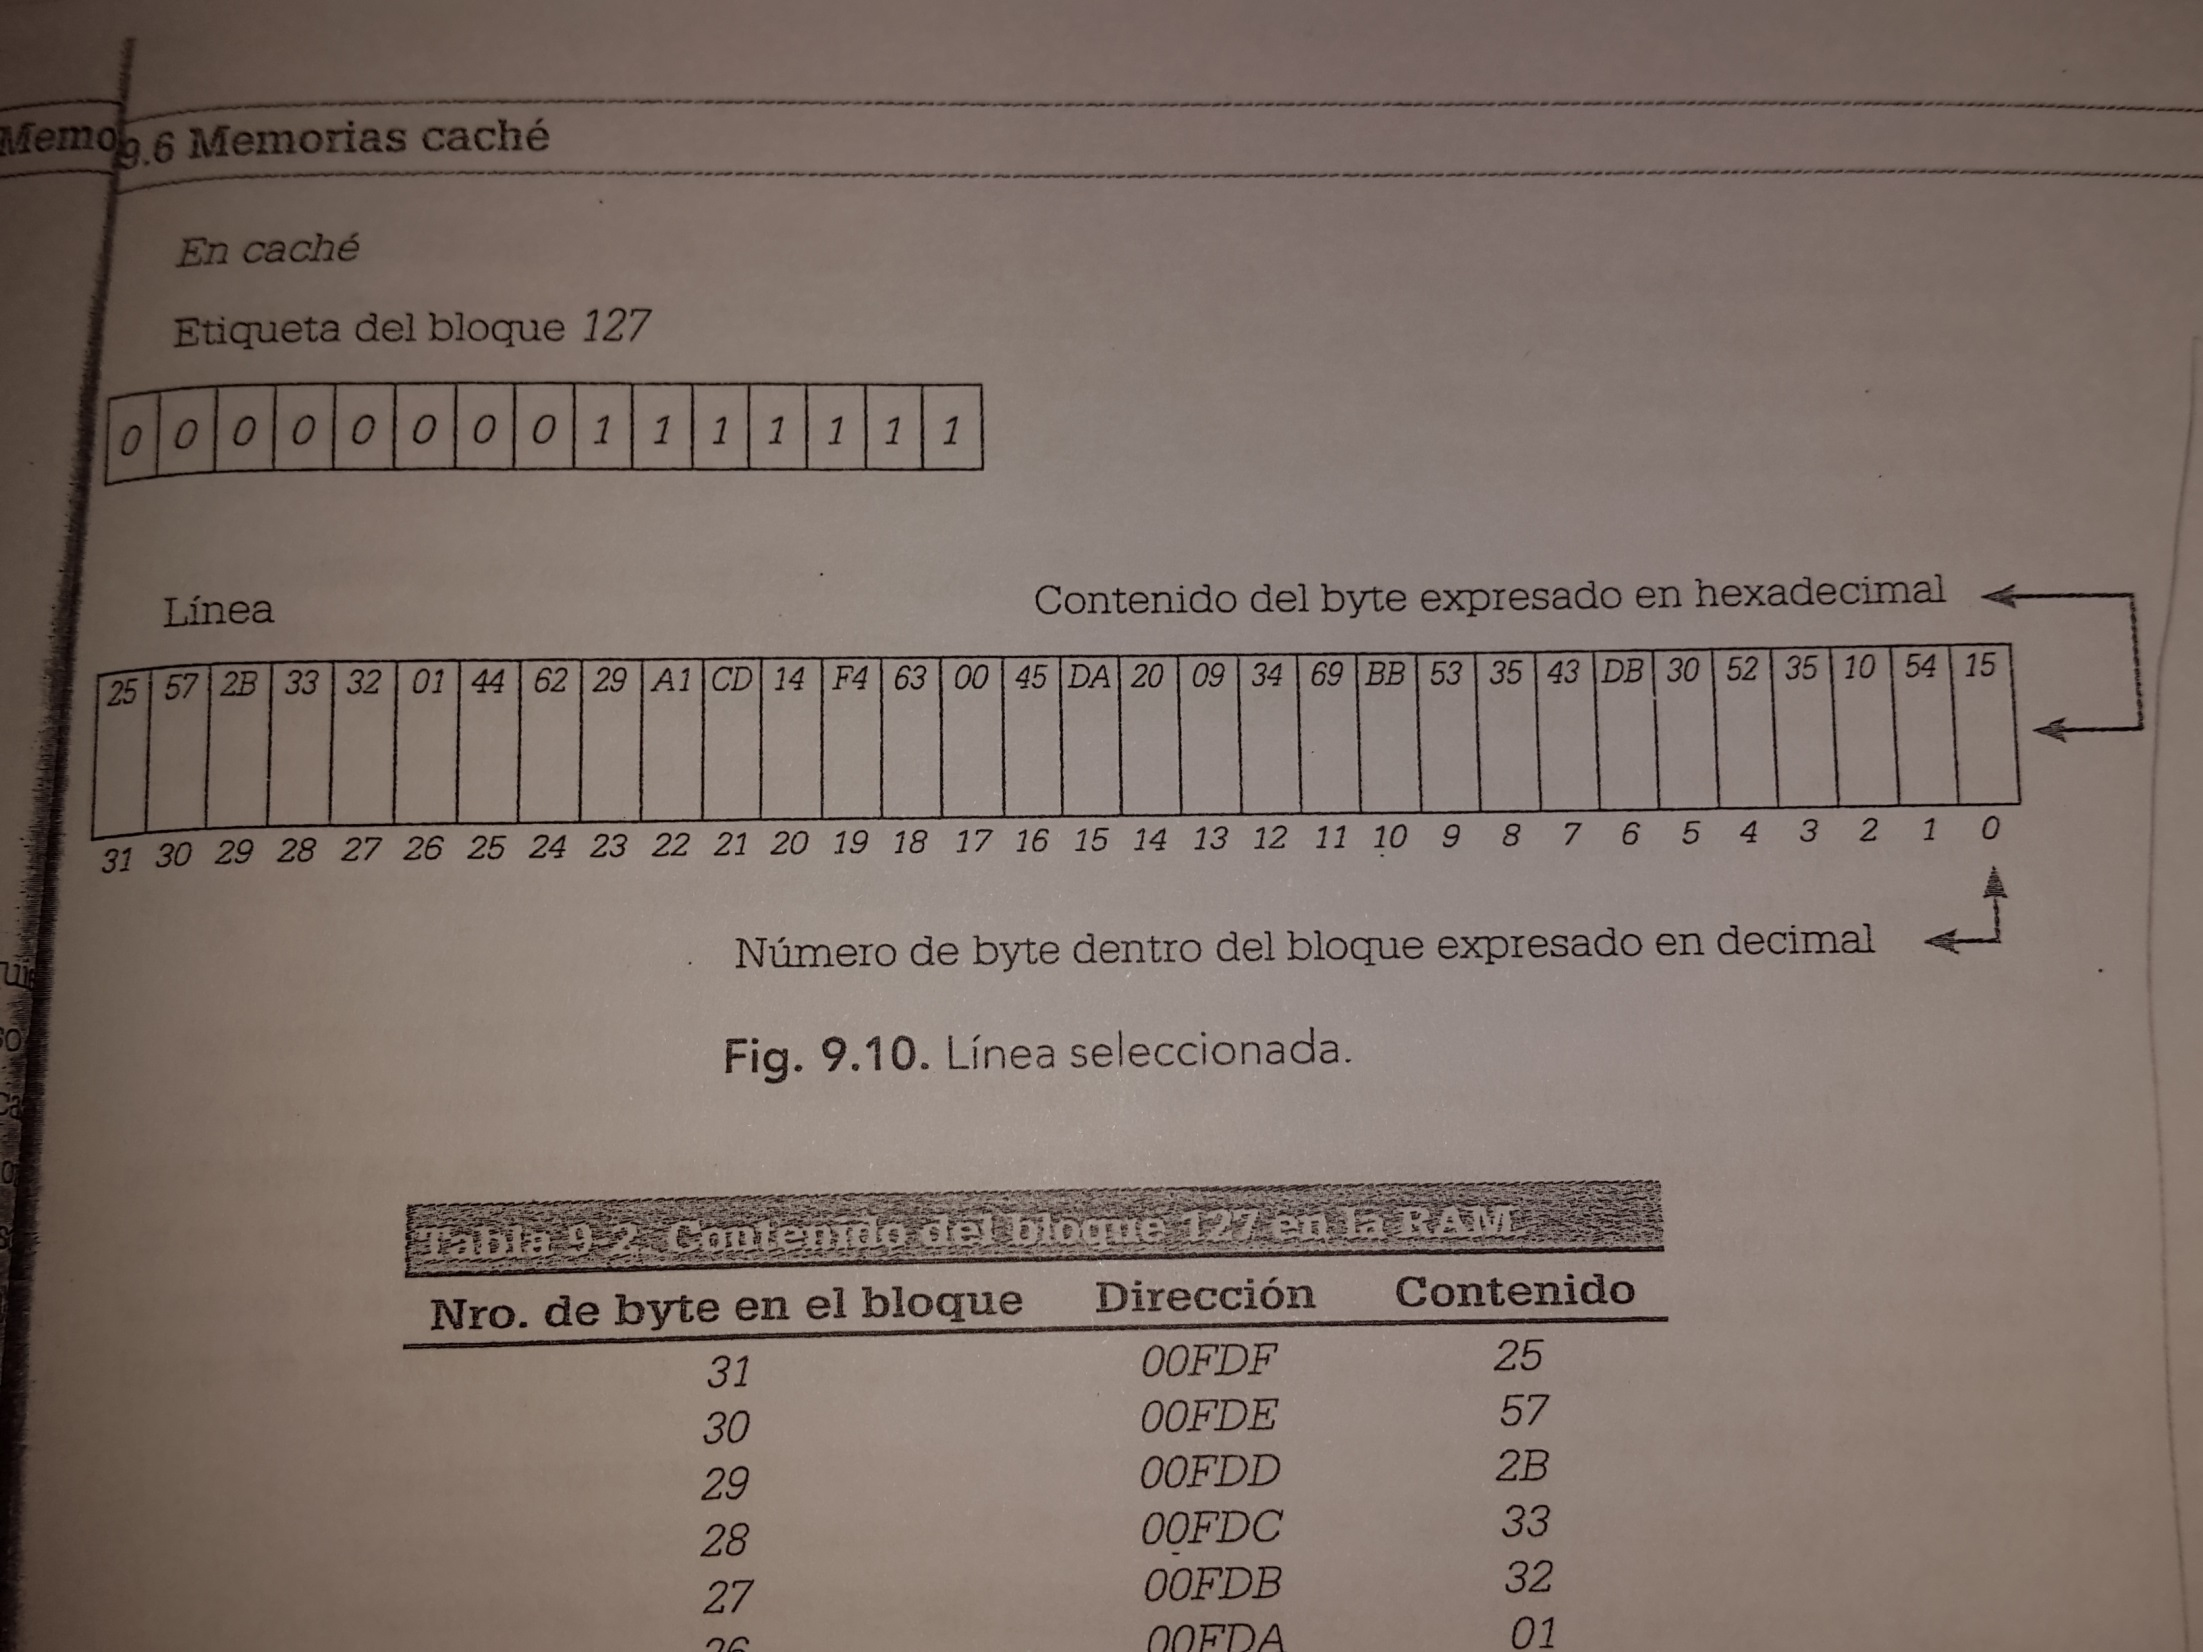 Memo
9.6 Memorias caché
En caché
Etiqueta del bloque 127
0 0 0 0 0 0 0 0 1 1 1 1 1 1 1
Línea
Contenido del byte expresado en hexadecimal
25 57 2B 33 32 01 44 62 29 A1 CD 14 F4 63 00 45 DA 20 09 34 69 BB 53 35 43 DB 30 52 35 10 54 15
31 30 29 28 27 26 25 24 23 22 21 20 19 18 17 16 15 14 13 12 11 10 9 8 7 6 5 4 3 2 1 0
Número de byte dentro del bloque expresado en decimal
Fig. 9.10. Línea seleccionada.
Tabla 9.2. Contenido del bloque 127 en la RAM
Nro. de byte en el bloque Dirección Contenido
31 00FDF 25
30 00FDE 57
29 00FDD 2B
28 00FDC 33
27 00FDB 32
26 00FDA 01